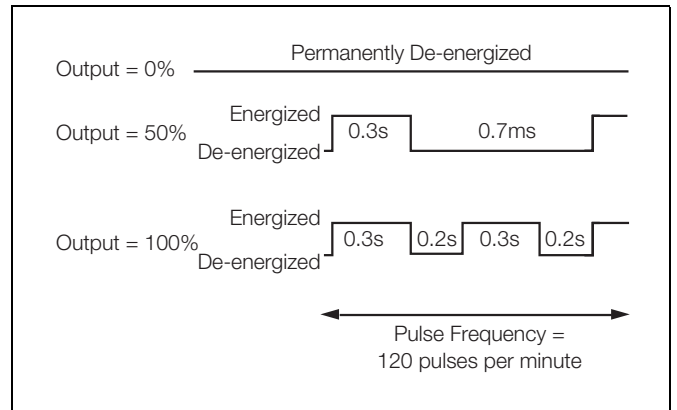 Permanently De-energized
Output = 0%
Energized
Output = 50%
0.3s
0.7ms
De-energized
Energized
Output = 100%
0.3s
0.2s
0.3s
0.2s
De-energized
Pulse Frequency =
120 pulses per minute